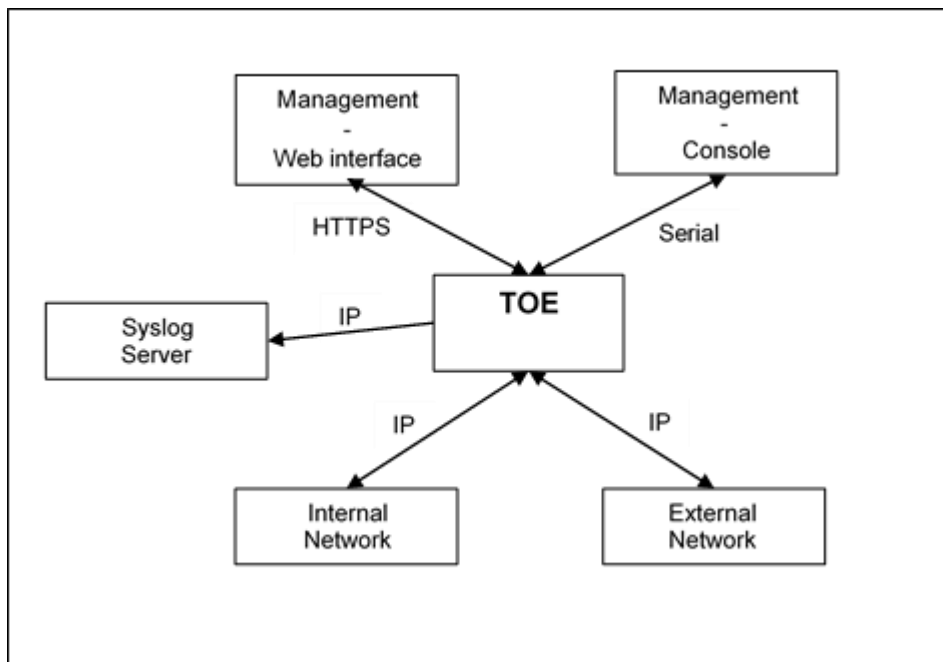 Management
-
Web interface
Management
-
Console
HTTPS
Serial
TOE
IP
Syslog
Server
IP
IP
Internal
Network
External
Network